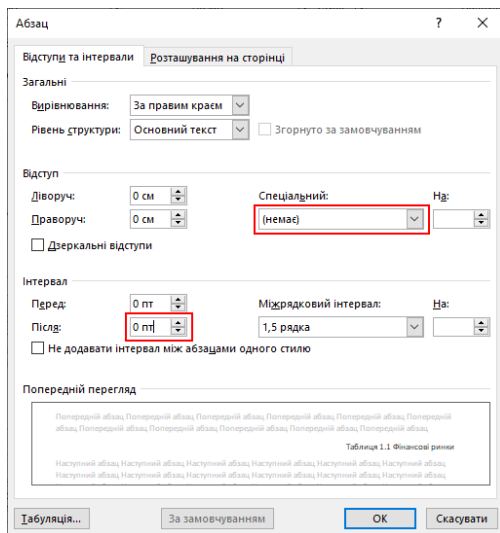 Абзац ? ×
Відступи та інтервали Розташування на сторінці
Загальні
Вирівнювання: За правим краєм
Рівень структури: Основний текст Згорнуто за замовчуванням
Відступ
Ліворуч: 0 см Спеціальний: На:
Праворуч: 0 см (немає)
Дзеркальні відступи
Інтервал
Перед: 0 пт Міжрядковий інтервал: На:
Після: 0 пт 1,5 рядка
Не додавати інтервал між абзацами одного стилю
Попередній перегляд
Попередній абзац Попередній абзац Попередній абзац Попередній абзац Попередній абзац Попередній
абзац Попередній абзац Попередній абзац Попередній абзац Попередній абзац
Таблиця 1.1 Фінансові ринки
Наступний абзац Наступний абзац Наступний абзац Наступний абзац Наступний абзац
Наступний абзац Наступний абзац Наступний абзац Наступний абзац Наступний абзац
Табуляція... За замовчуванням ОК Скасувати